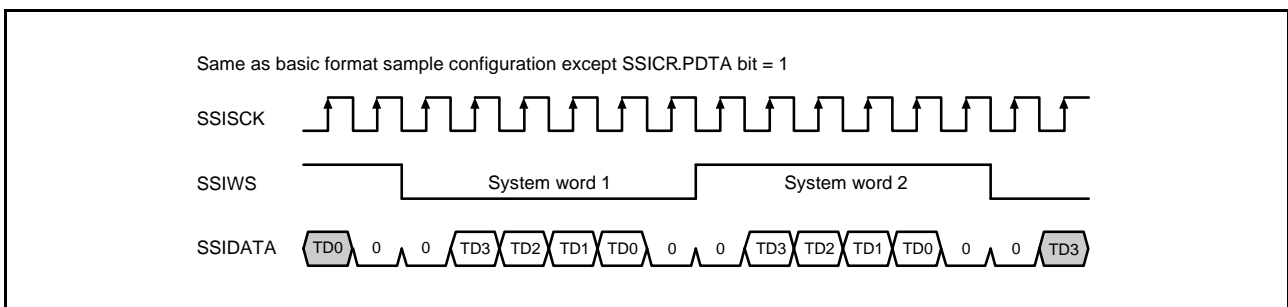 Same as basic format sample configuration except SSICR.PDTA bit = 1
SSISCK
SSIWS System word 1 System word 2
SSIDATA TD0 0 0 TD3 TD2 TD1 TD0 0 0 TD3 TD2 TD1 TD0 0 0 TD3